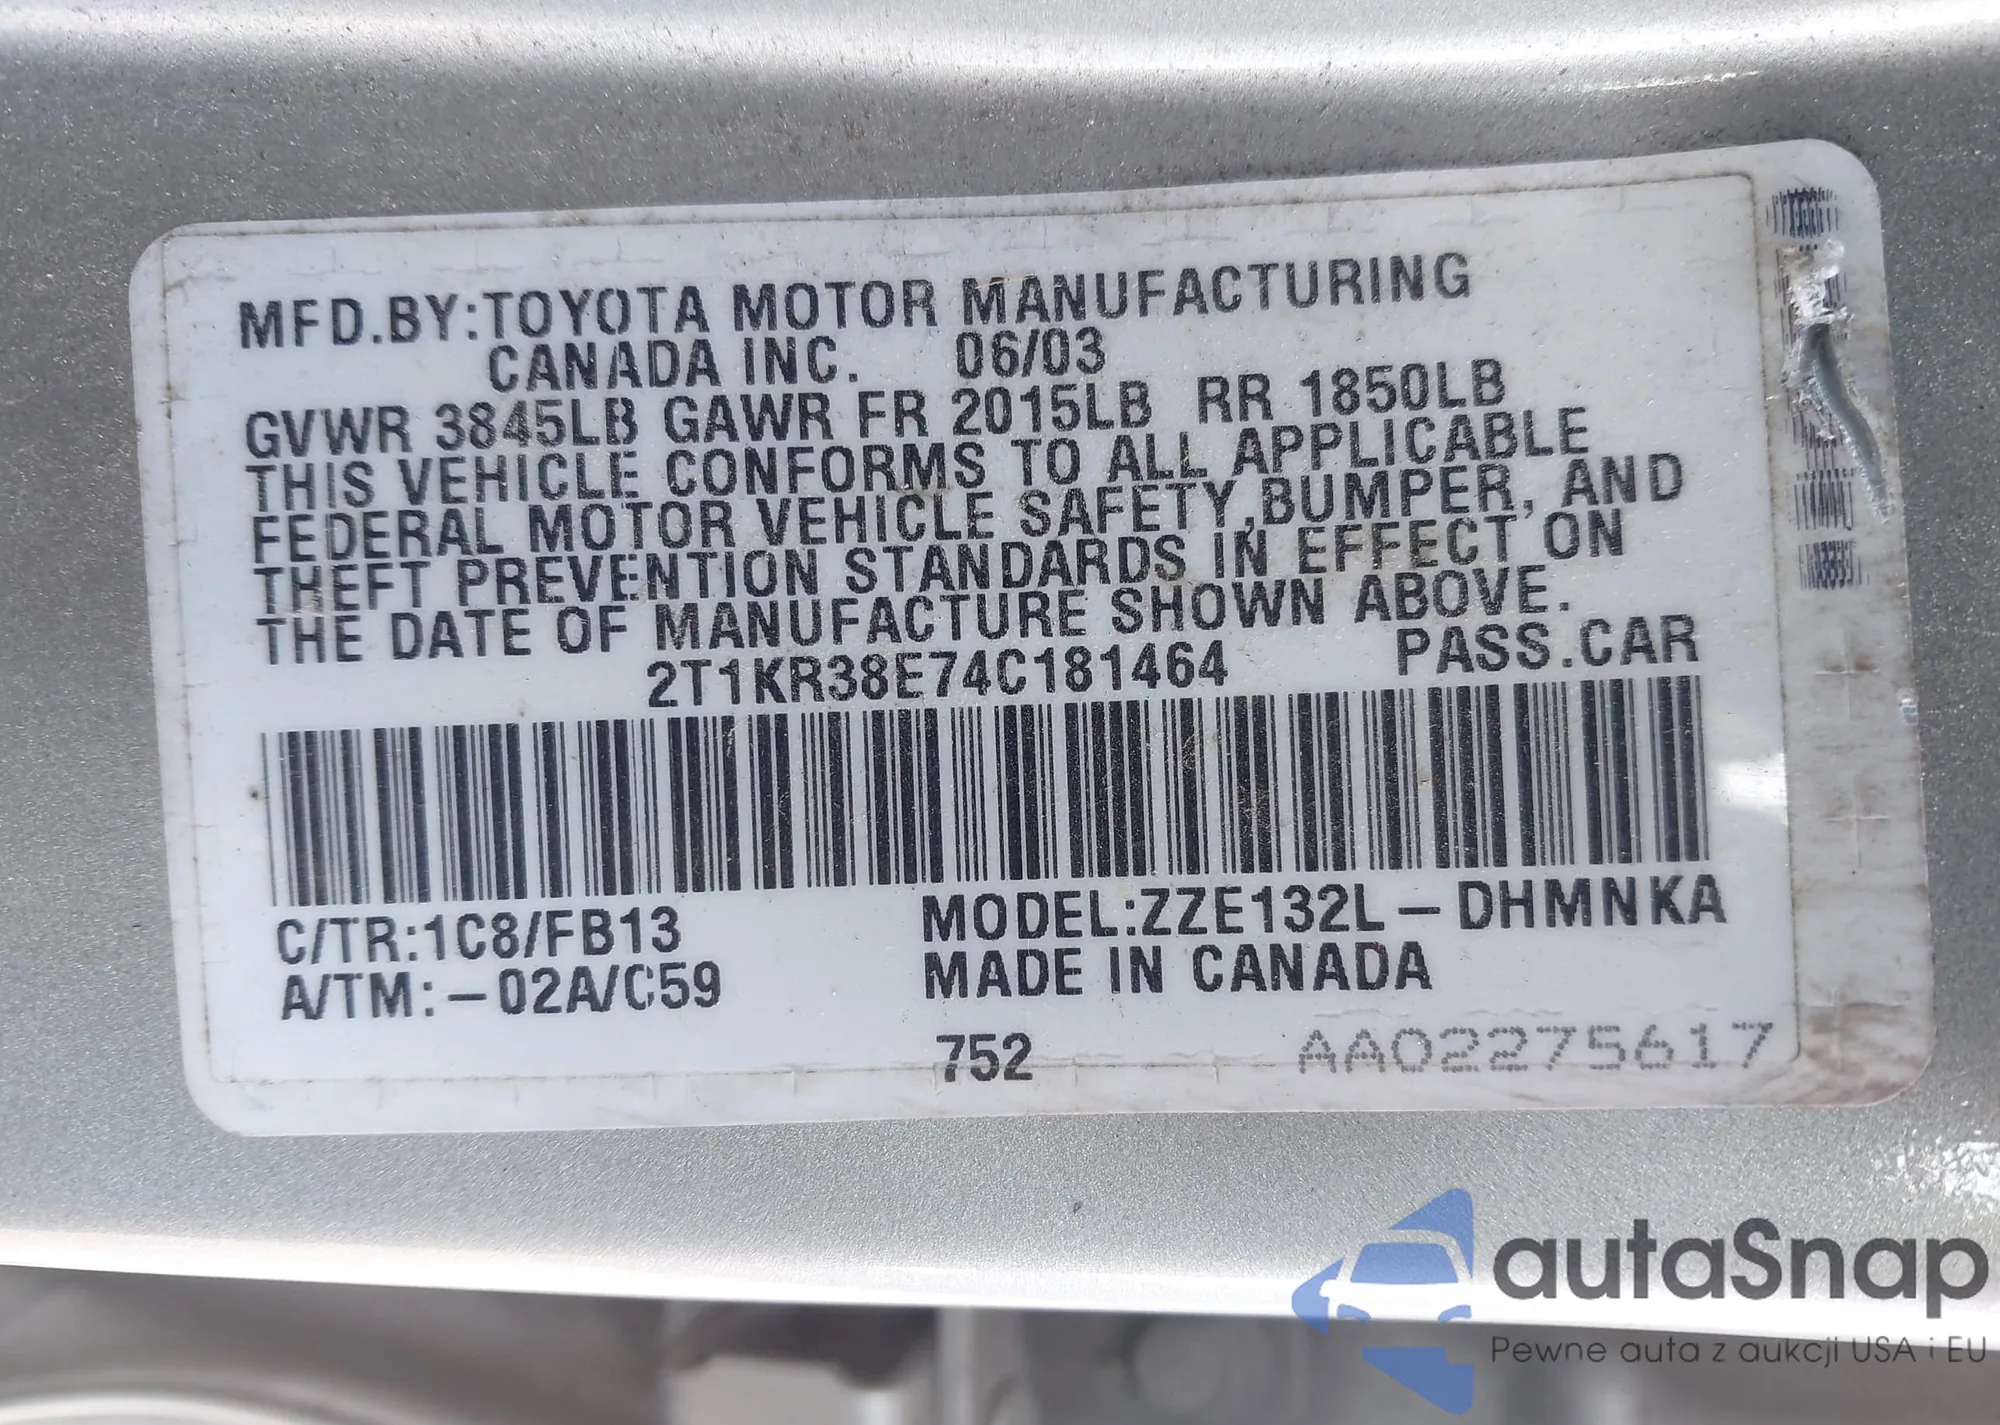 MFD.BY:TOYOTA MOTOR MANUFACTURING
CANADA INC. 06/03
GVWR 3845LB GAWR FR 2015LB RR 1850LB
THIS VEHICLE CONFORMS TO ALL APPLICABLE
FEDERAL MOTOR VEHICLE SAFETY,BUMPER, AND
THEFT PREVENTION STANDARDS IN EFFECT ON
THE DATE OF MANUFACTURE SHOWN ABOVE.
2T1KR38E74C181464 PASS.CAR
C/TR:1C8/FB13 MODEL:ZZE132L-DHMNKA
A/TM:-02A/C59 MADE IN CANADA
752 AA02275617
autaSnap
Pewne auta z aukcji USA i EU